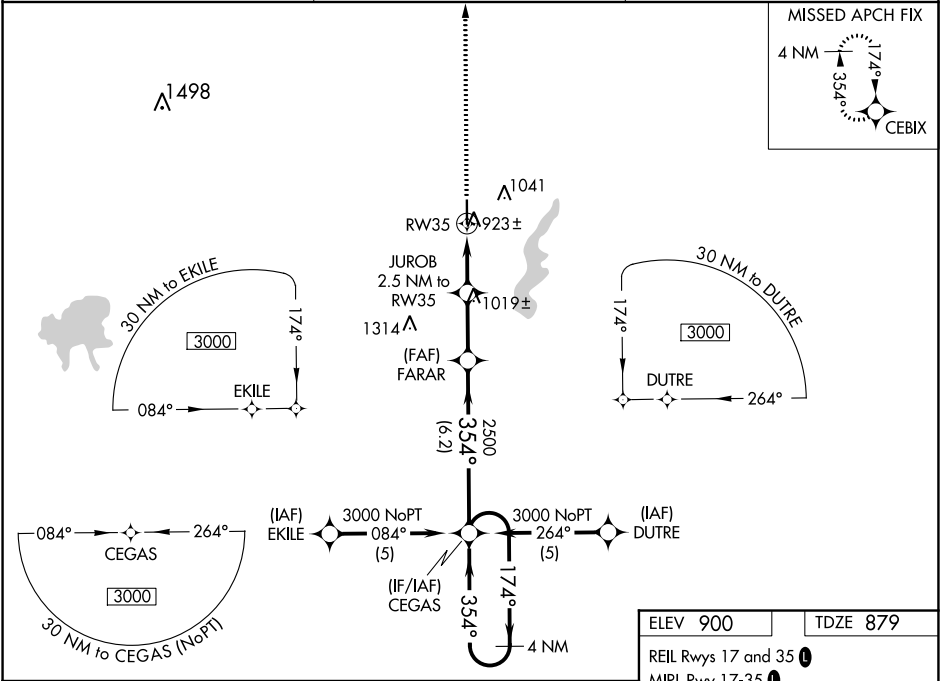 MISSED APCH FIX
4 NM
174°
354°
CEBIX
1498
1041
RW35
923±
JUROB
2.5 NM to
RW35
1019±
1314
(FAF)
FARAR
30 NM to EKILE
174°
3000
EKILE
084°
30 NM to DUTRE
174°
3000
DUTRE
264°
2500
354°
(6.2)
084°
264°
CEGAS
3000
30 NM to CEGAS (NoPT)
(IAF)
EKILE
3000 NoPT
084°
(5)
3000 NoPT
264°
(5)
(IAF)
DUTRE
(IF/IAF)
CEGAS
354°
174°
4 NM
ELEV 900
TDZE 879
REIL Rwys 17 and 35 L
MIRL Rwy 17-35 L